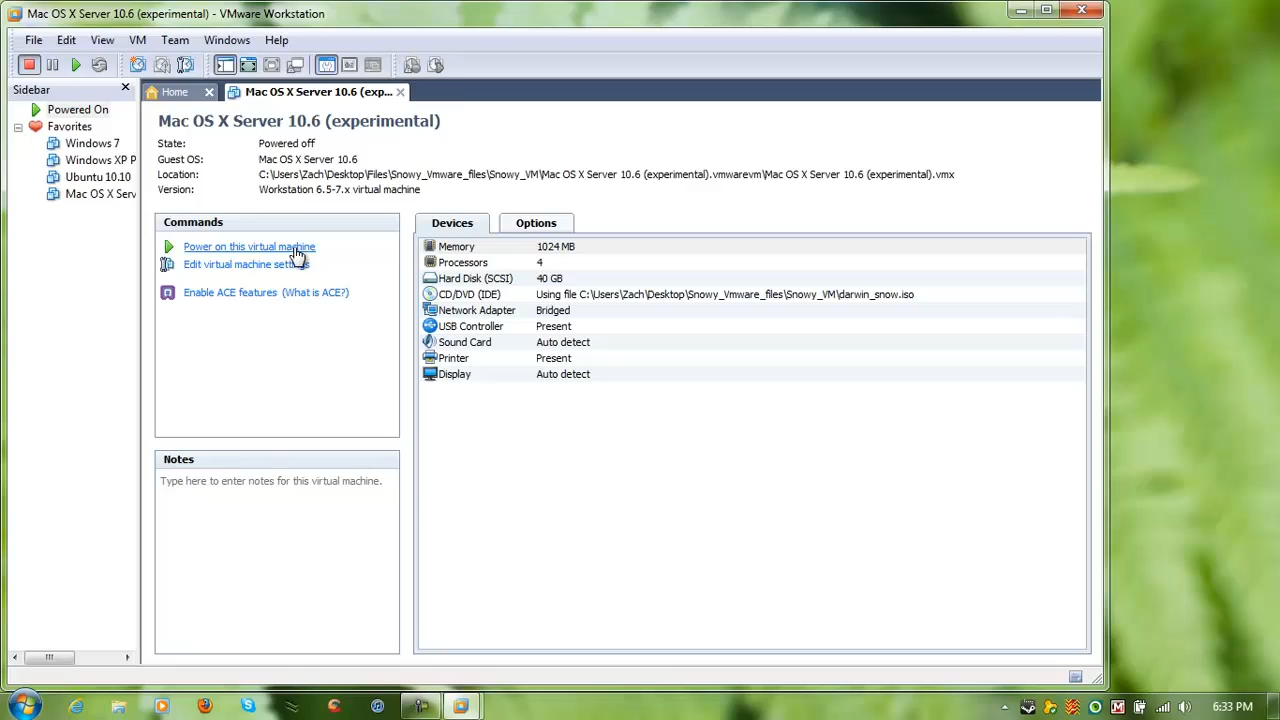 Mac OS X Server 10.6 (experimental) - VMware Workstation
File Edit View VM Team Windows Help
Sidebar
Powered On
Favorites
Windows 7
Windows XP P
Ubuntu 10.10
Mac OS X Serv
Home
Mac OS X Server 10.6 (exp...
Mac OS X Server 10.6 (experimental)
State: Powered off
Guest OS: Mac OS X Server 10.6
Location: C:\Users\Zach\Desktop\Files\Snowy_Vmware_files\Snowy_VM\Mac OS X Server 10.6 (experimental).vmwarevm\Mac OS X Server 10.6 (experimental).vmx
Version: Workstation 6.5-7.x virtual machine
Commands
Power on this virtual machine
Edit virtual machine settings
Enable ACE features (What is ACE?)
Notes
Type here to enter notes for this virtual machine.
Devices Options
Memory 1024 MB
Processors 4
Hard Disk (SCSI) 40 GB
CD/DVD (IDE) Using file C:\Users\Zach\Desktop\Snowy_Vmware_files\Snowy_VM\darwin_snow.iso
Network Adapter Bridged
USB Controller Present
Sound Card Auto detect
Printer Present
Display Auto detect
6:33 PM